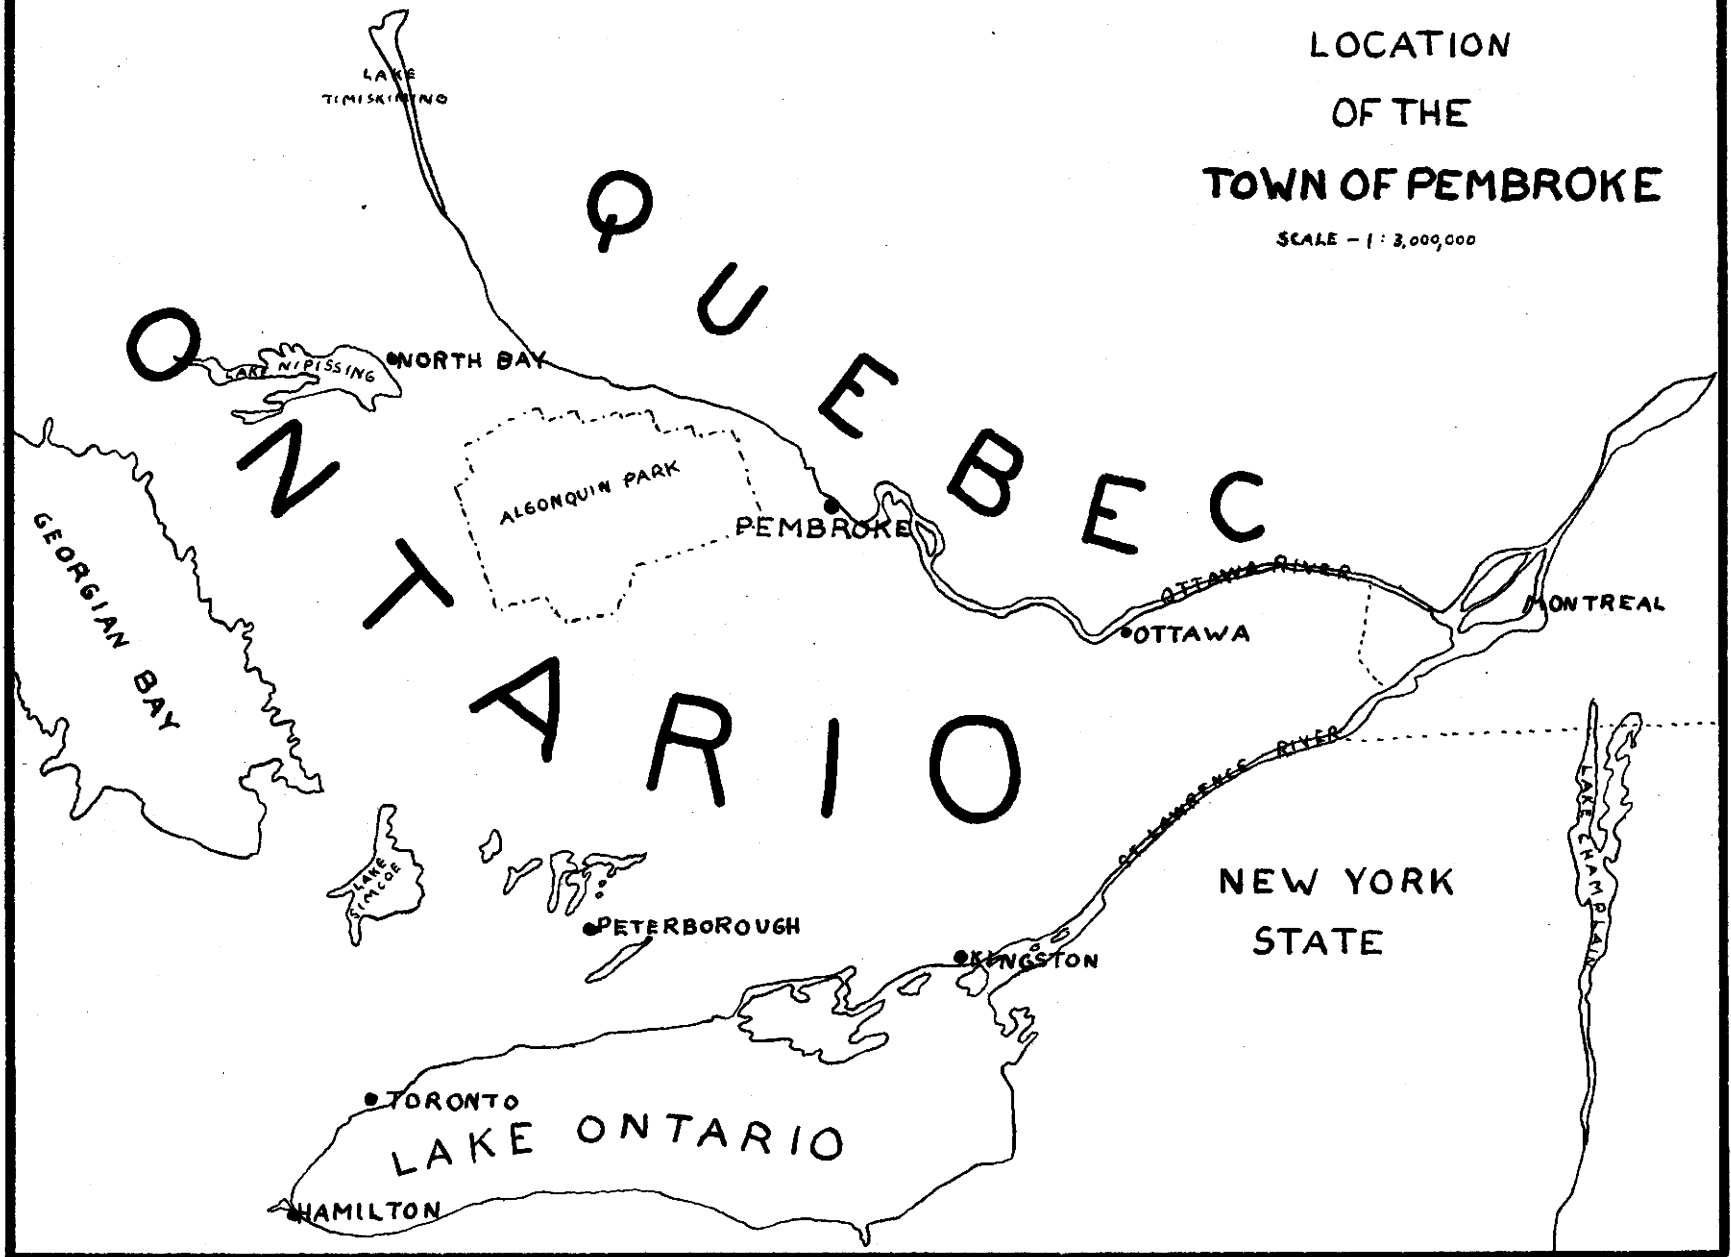 LOCATION
OF THE
TOWN OF PEMBROKE
SCALE - 1 : 3,000,000
LAKE
TIMISKIMING
QUEBEC
ONTARIO
LAKE NIPISSING
NORTH BAY
ALGONQUIN PARK
PEMBROKE
GEORGIAN BAY
OTTAWA RIVER
OTTAWA
MONTREAL
ST. LAWRENCE RIVER
LAKE CHAMPLAIN
LAKE
SIMCOE
NEW YORK
STATE
PETERBOROUGH
KINGSTON
TORONTO
LAKE ONTARIO
HAMILTON